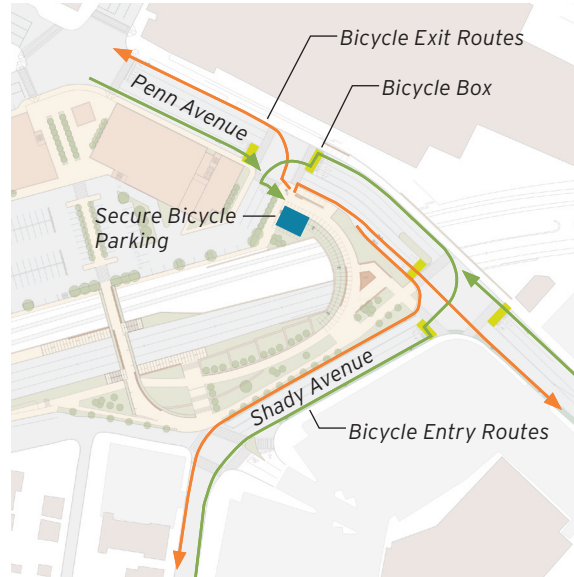 Bicycle Exit Routes
Bicycle Box
Penn Avenue
Secure Bicycle
Parking
Shady Avenue
Bicycle Entry Routes